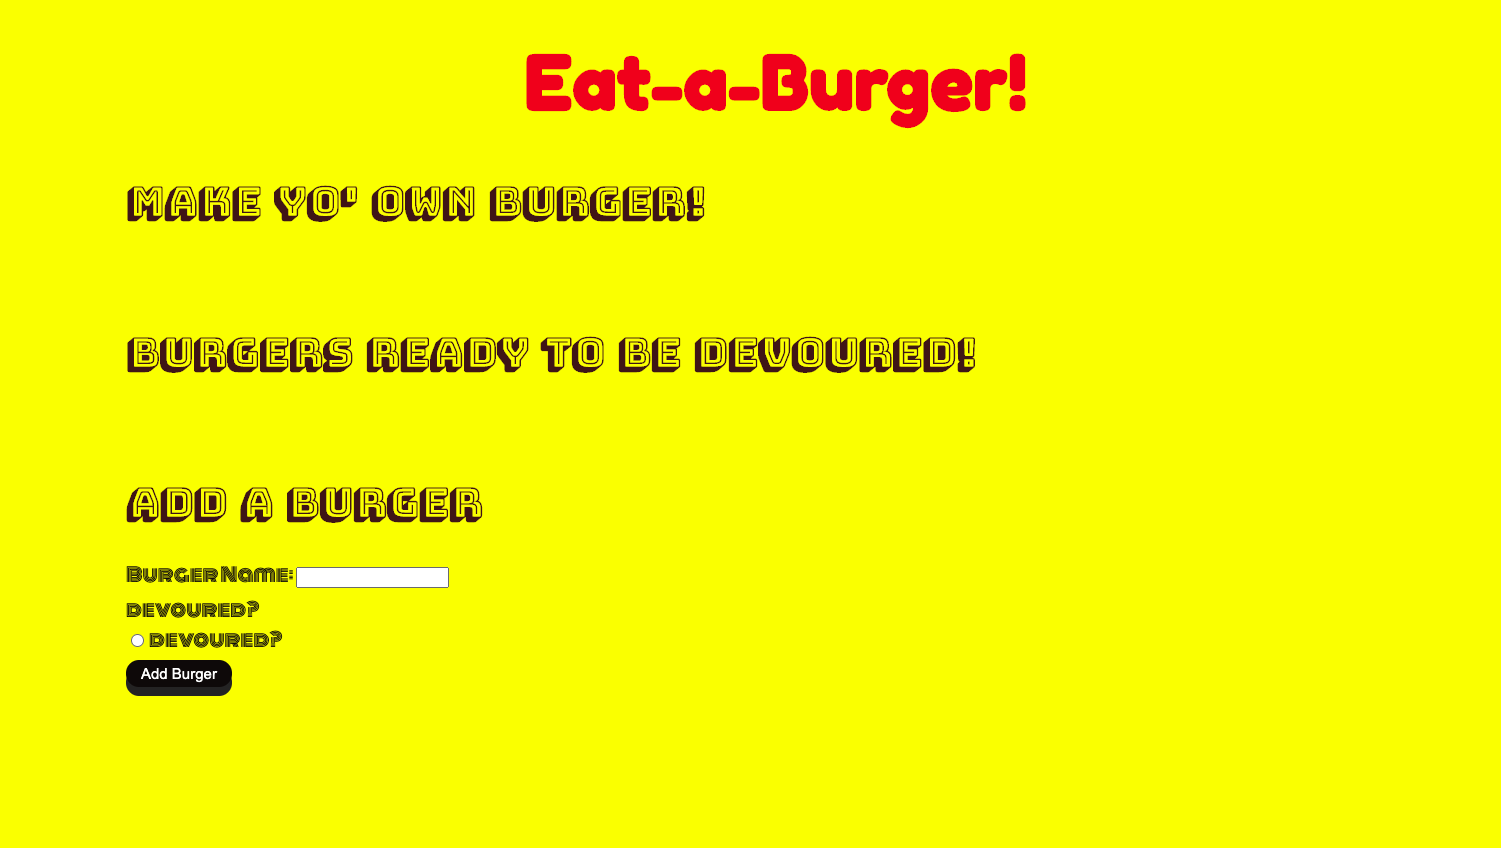 Eat-a-Burger!
MAKE YO' OWN BURGER!
BURGERS READY TO BE DEVOURED!
ADD A BURGER
Burger Name:
devoured?
devoured?
Add Burger